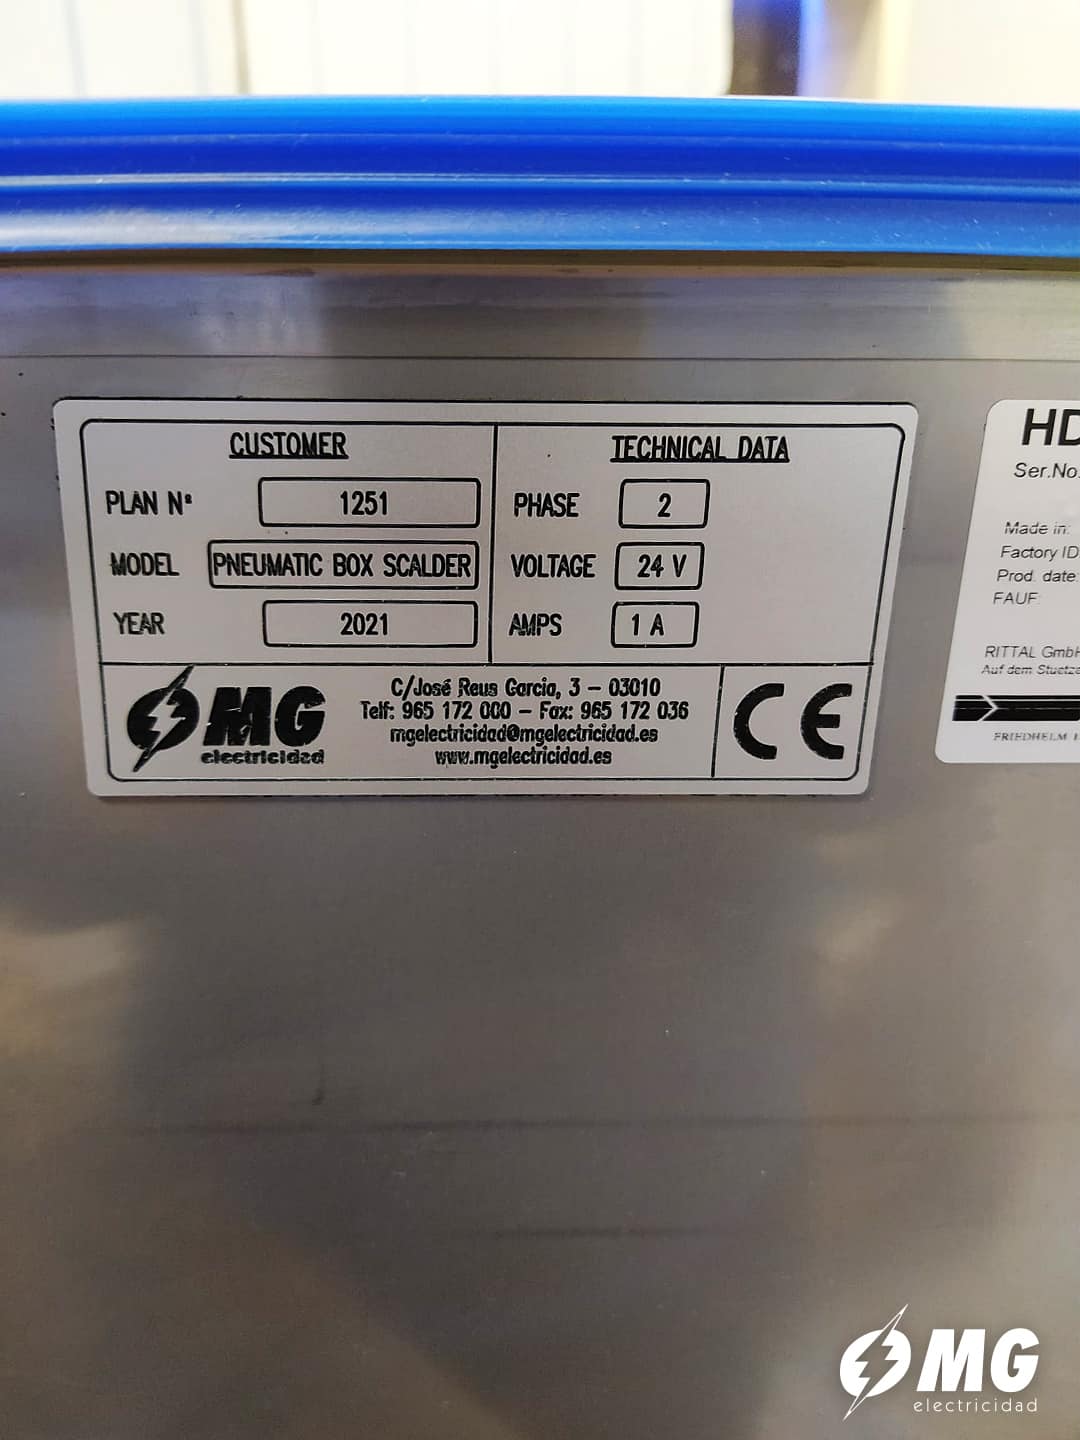 CUSTOMER
PLAN Nº 1251
MODEL PNEUMATIC BOX SCALDER
YEAR 2021
TECHNICAL DATA
PHASE 2
VOLTAGE 24 V
AMPS 1 A
MG
electricidad
C/José Reus Garcia, 3 - 03010
Telf: 965 172 000 - Fax: 965 172 036
mgelectricidad@mgelectricidad.es
www.mgelectricidad.es
CE
HD
Ser.No.
Made in:
Factory ID
Prod. date:
FAUF:
RITTAL GmbH
Auf dem Stuetze
FRIEDHELM
MG
electricidad